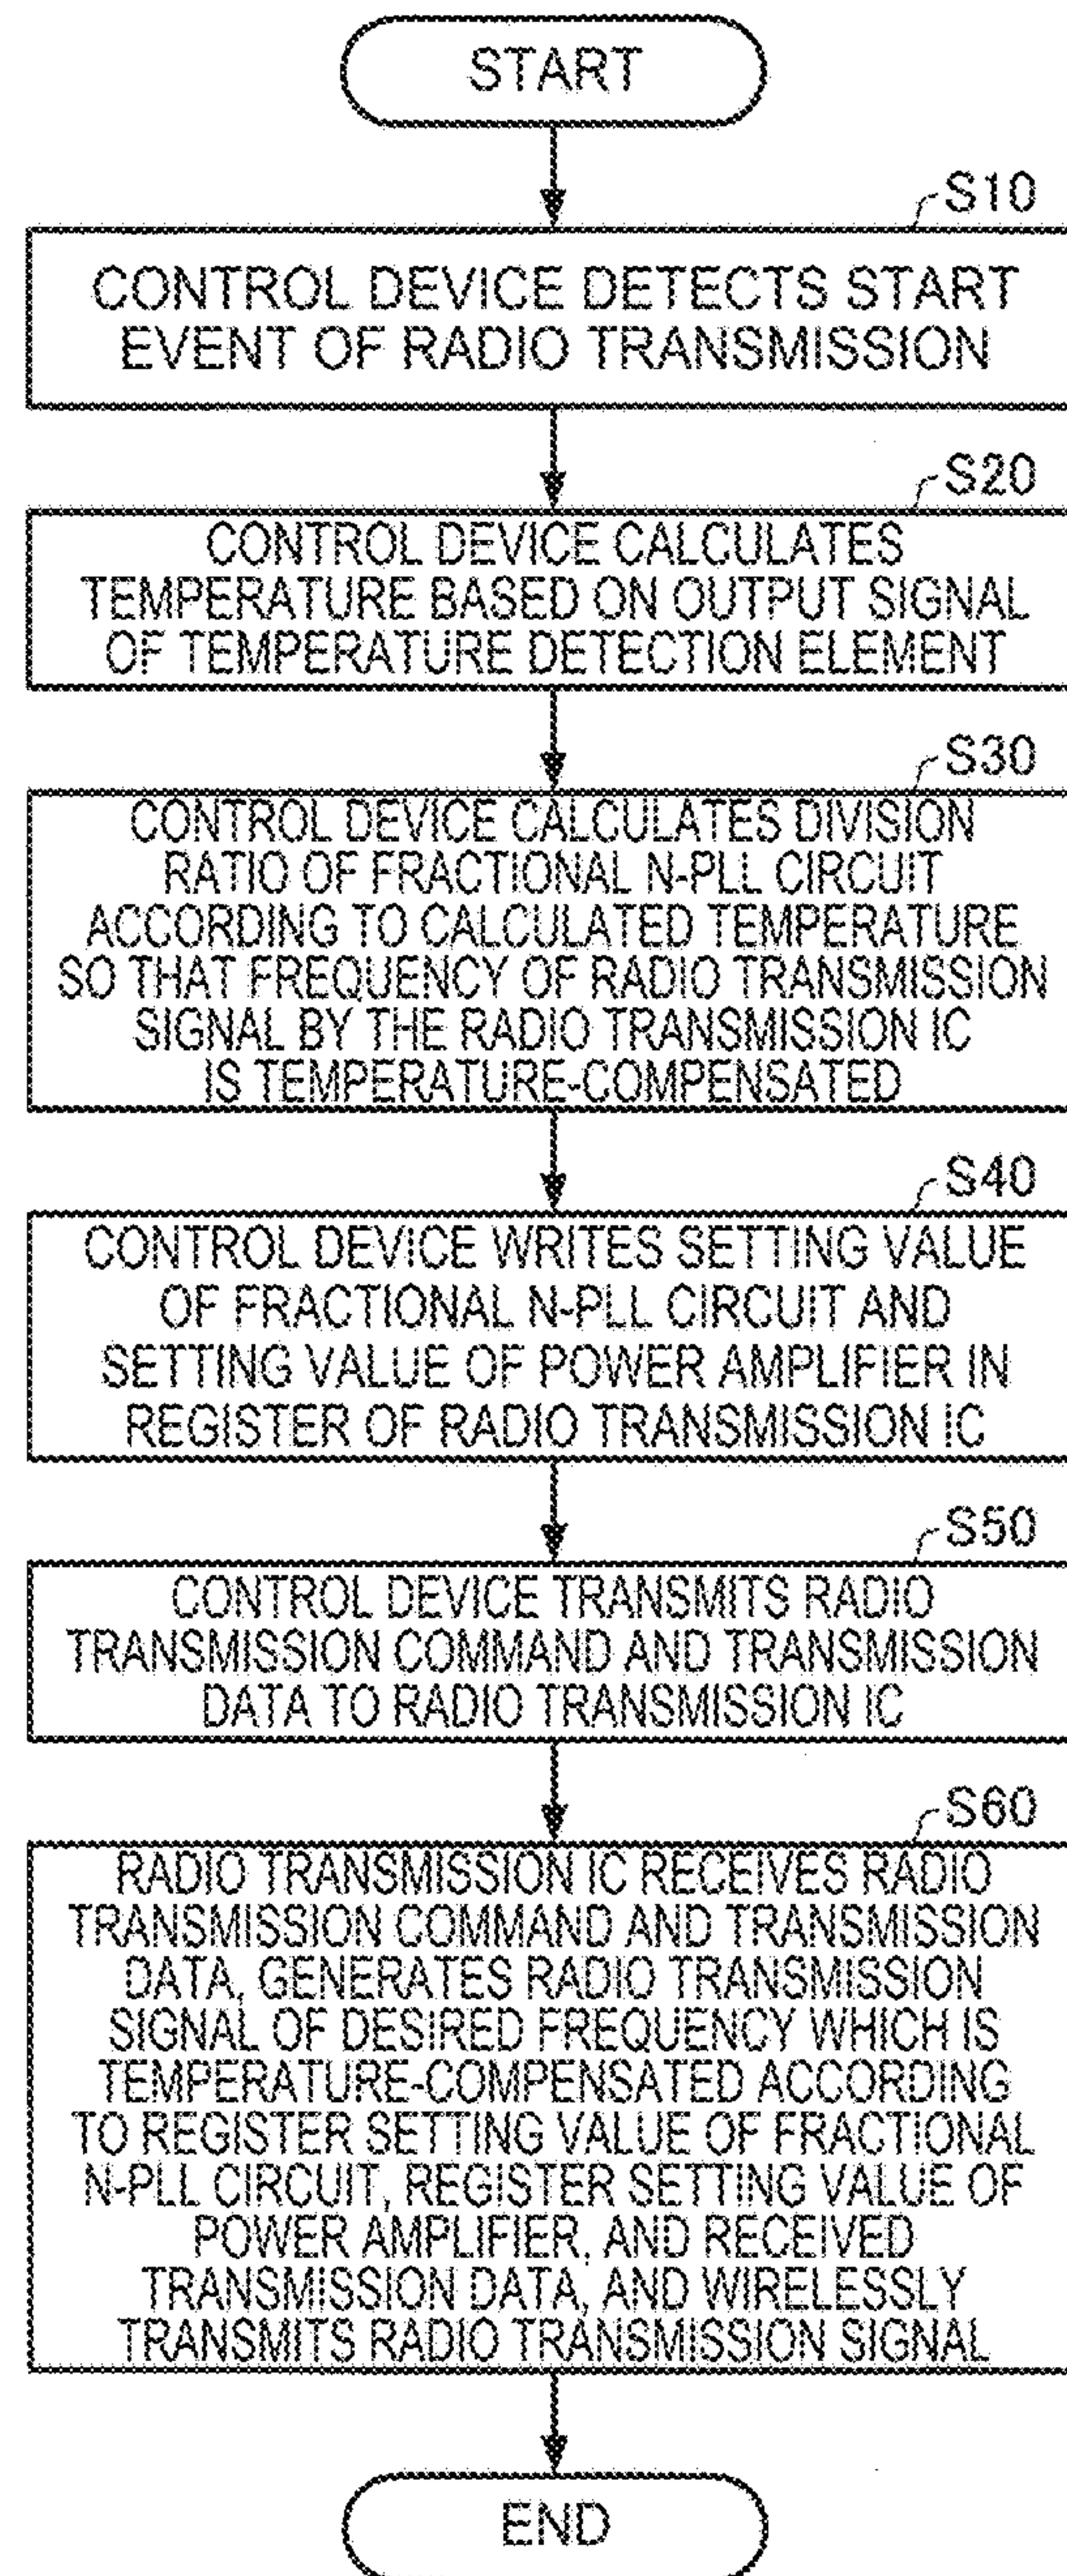 START
S10
CONTROL DEVICE DETECTS START
EVENT OF RADIO TRANSMISSION
S20
CONTROL DEVICE CALCULATES
TEMPERATURE BASED ON OUTPUT SIGNAL
OF TEMPERATURE DETECTION ELEMENT
S30
CONTROL DEVICE CALCULATES DIVISION
RATIO OF FRACTIONAL N-PLL CIRCUIT
ACCORDING TO CALCULATED TEMPERATURE
SO THAT FREQUENCY OF RADIO TRANSMISSION
SIGNAL BY THE RADIO TRANSMISSION IC
IS TEMPERATURE-COMPENSATED
S40
CONTROL DEVICE WRITES SETTING VALUE
OF FRACTIONAL N-PLL CIRCUIT AND
SETTING VALUE OF POWER AMPLIFIER IN
REGISTER OF RADIO TRANSMISSION IC
S50
CONTROL DEVICE TRANSMITS RADIO
TRANSMISSION COMMAND AND TRANSMISSION
DATA TO RADIO TRANSMISSION IC
S60
RADIO TRANSMISSION IC RECEIVES RADIO
TRANSMISSION COMMAND AND TRANSMISSION
DATA, GENERATES RADIO TRANSMISSION
SIGNAL OF DESIRED FREQUENCY WHICH IS
TEMPERATURE-COMPENSATED ACCORDING
TO REGISTER SETTING VALUE OF FRACTIONAL
N-PLL CIRCUIT, REGISTER SETTING VALUE OF
POWER AMPLIFIER, AND RECEIVED
TRANSMISSION DATA, AND WIRELESSLY
TRANSMITS RADIO TRANSMISSION SIGNAL
END